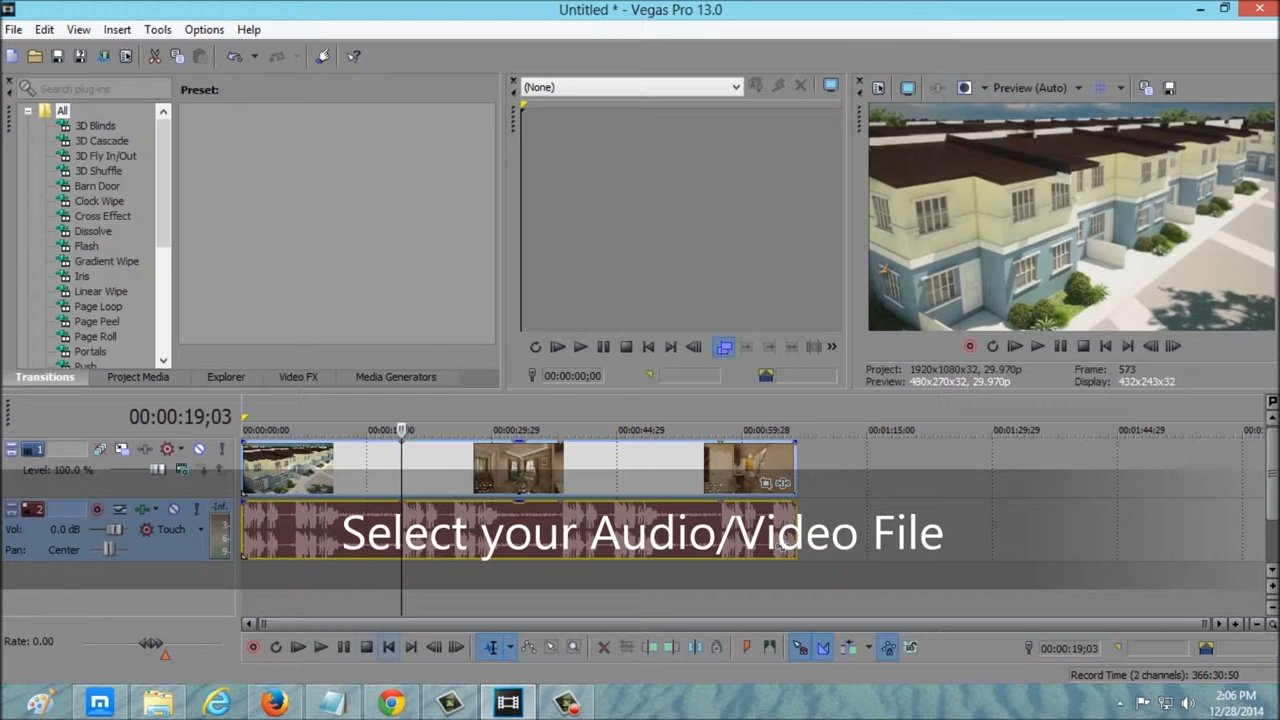 Untitled * - Vegas Pro 13.0
File Edit View Insert Tools Options Help
Search plug-ins
Preset:
(None)
Preview (Auto)
All
3D Blinds
3D Cascade
3D Fly In/Out
3D Shuffle
Barn Door
Clock Wipe
Cross Effect
Dissolve
Flash
Gradient Wipe
Iris
Linear Wipe
Page Loop
Page Peel
Page Roll
Portals
Push
Transitions Project Media Explorer Video FX Media Generators
00:00:00;00
Project: 1920x1080x32, 29.970p Frame: 573
Preview: 480x270x32, 29.970p Display: 432x243x32
00:00:19;03
00:00:00:00 00:00:29;29 00:00:44;29 00:00:59;28 00:01:15:00 00:01:29;29 00:01:44;29
1
Level: 100.0 %
2 -Inf.
Vol: 0.0 dB Touch
Pan: Center
Select your Audio/Video File
Rate: 0.00
00:00:19;03
Record Time (2 channels): 366:30:50
2:06 PM
12/28/2014